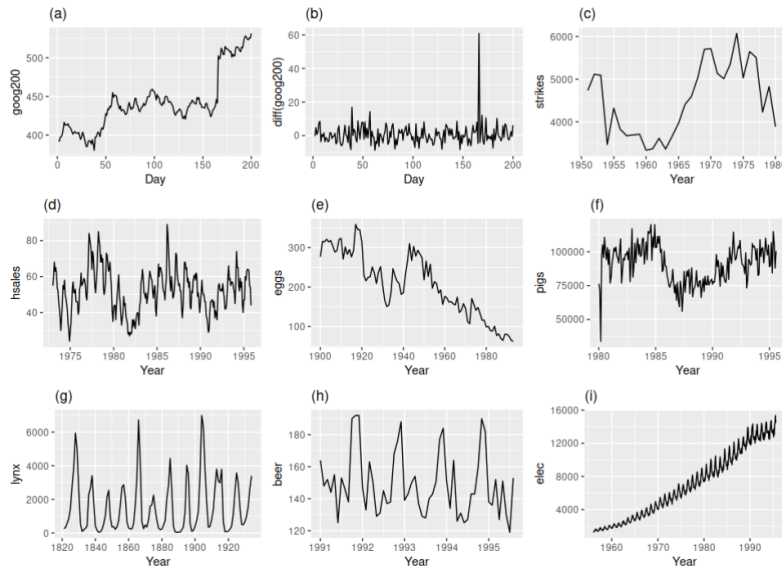 (a)
goog200
500
450
400
0
50
100
150
200
Day
(b)
diff(goog200)
60
40
20
0
0
50
100
150
200
Day
(c)
strikes
6000
5000
4000
1950
1955
1960
1965
1970
1975
1980
Year
(d)
hsales
80
60
40
1975
1980
1985
1990
1995
Year
(e)
eggs
300
200
100
1900
1920
1940
1960
1980
Year
(f)
pigs
100000
75000
50000
1980
1985
1990
1995
Year
(g)
lynx
6000
4000
2000
0
1820
1840
1860
1880
1900
1920
Year
(h)
beer
180
160
140
120
1991
1992
1993
1994
1995
Year
(i)
elec
16000
12000
8000
4000
1960
1970
1980
1990
Year